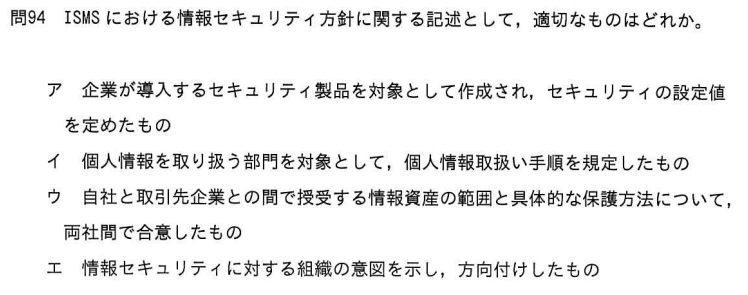 問94　ISMS における情報セキュリティ方針に関する記述として，適切なものはどれか。
ア　企業が導入するセキュリティ製品を対象として作成され，セキュリティの設定値
を定めたもの
イ　個人情報を取り扱う部門を対象として，個人情報取扱い手順を規定したもの
ウ　自社と取引先企業との間で授受する情報資産の範囲と具体的な保護方法について，
両社間で合意したもの
エ　情報セキュリティに対する組織の意図を示し，方向付けしたもの